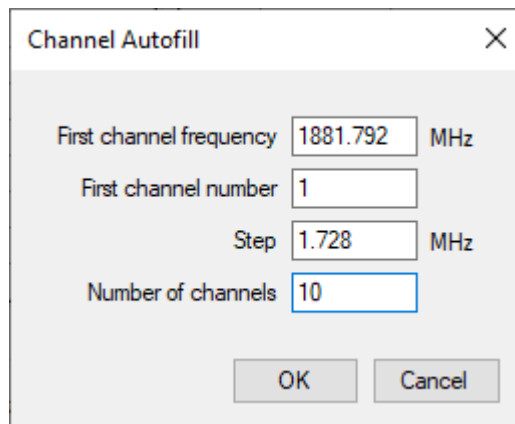 Channel Autofill
First channel frequency 1881.792 MHz
First channel number 1
Step 1.728 MHz
Number of channels 10
OK Cancel